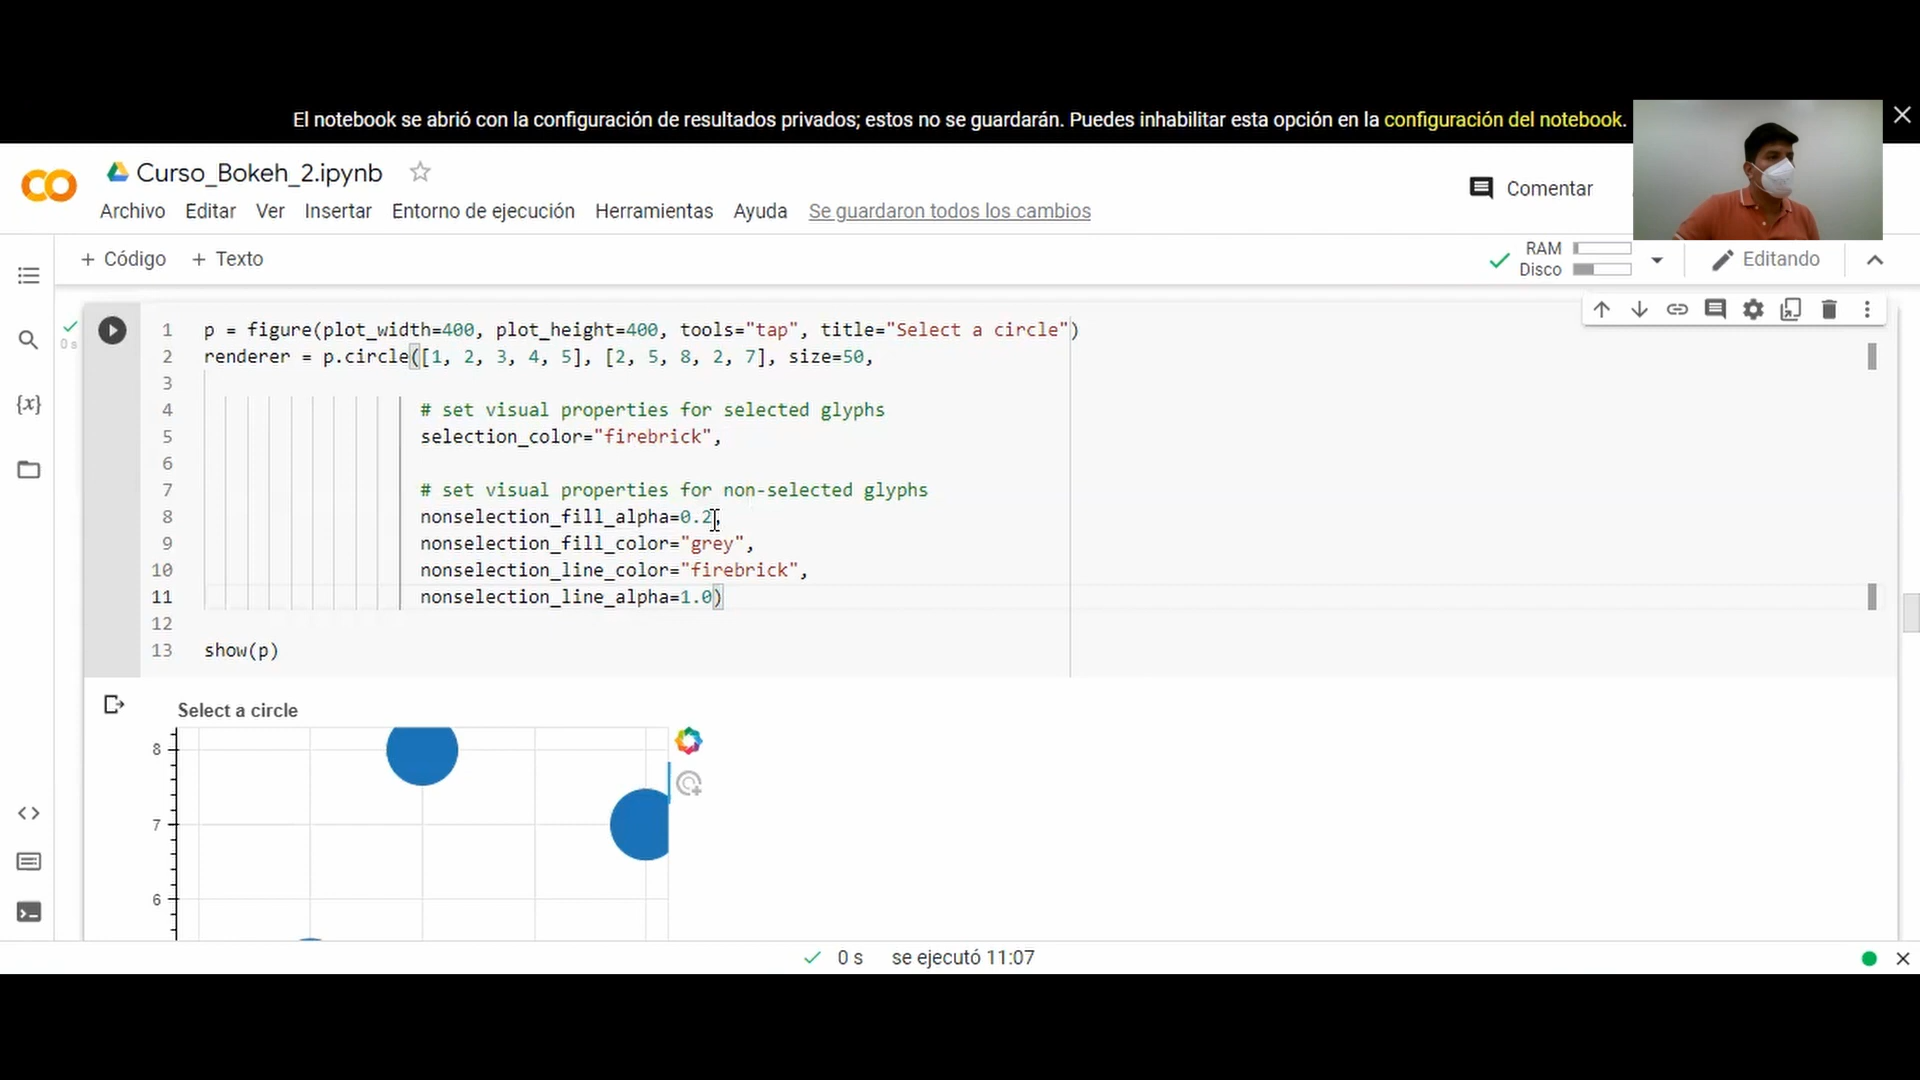 El notebook se abrió con la configuración de resultados privados; estos no se guardarán. Puedes inhabilitar esta opción en la configuración del notebook.
Curso_Bokeh_2.ipynb
Comentar
Archivo Editar Ver Insertar Entorno de ejecución Herramientas Ayuda Se guardaron todos los cambios
+ Código + Texto
RAM
Disco
Editando
1 p = figure(plot_width=400, plot_height=400, tools="tap", title="Select a circle")
2 renderer = p.circle([1, 2, 3, 4, 5], [2, 5, 8, 2, 7], size=50,
3
4 # set visual properties for selected glyphs
5 selection_color="firebrick",
6
7 # set visual properties for non-selected glyphs
8 nonselection_fill_alpha=0.2,
9 nonselection_fill_color="grey",
10 nonselection_line_color="firebrick",
11 nonselection_line_alpha=1.0)
12
13 show(p)
0 s
Select a circle
8
7
6
0 s se ejecutó 11:07